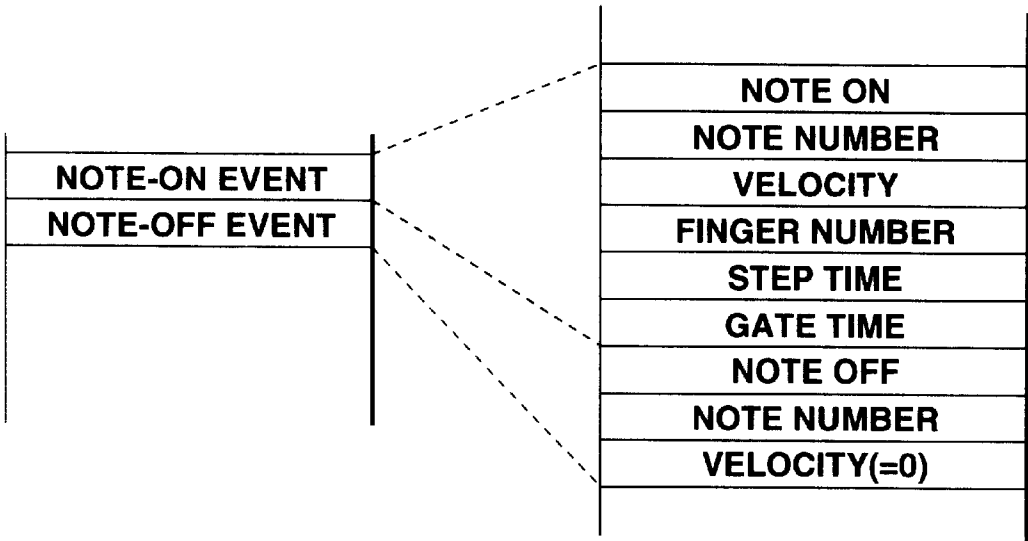 NOTE-ON EVENT
NOTE-OFF EVENT
NOTE ON
NOTE NUMBER
VELOCITY
FINGER NUMBER
STEP TIME
GATE TIME
NOTE OFF
NOTE NUMBER
VELOCITY(=0)